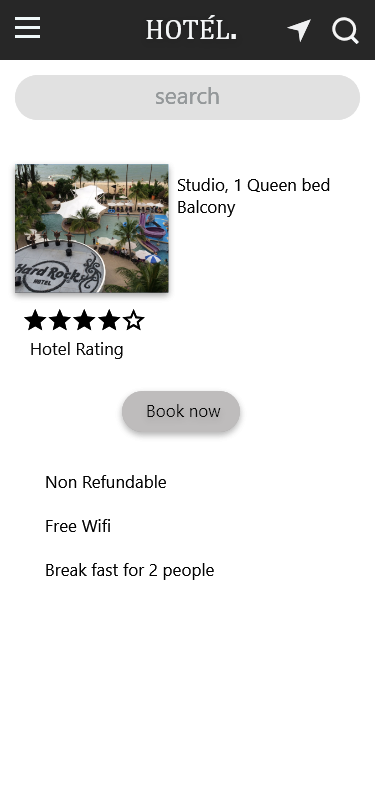 HOTÉL.
search
Studio, 1 Queen bed
Balcony
Hard Rock
HOTEL
Hotel Rating
Book now
Non Refundable
Free Wifi
Break fast for 2 people